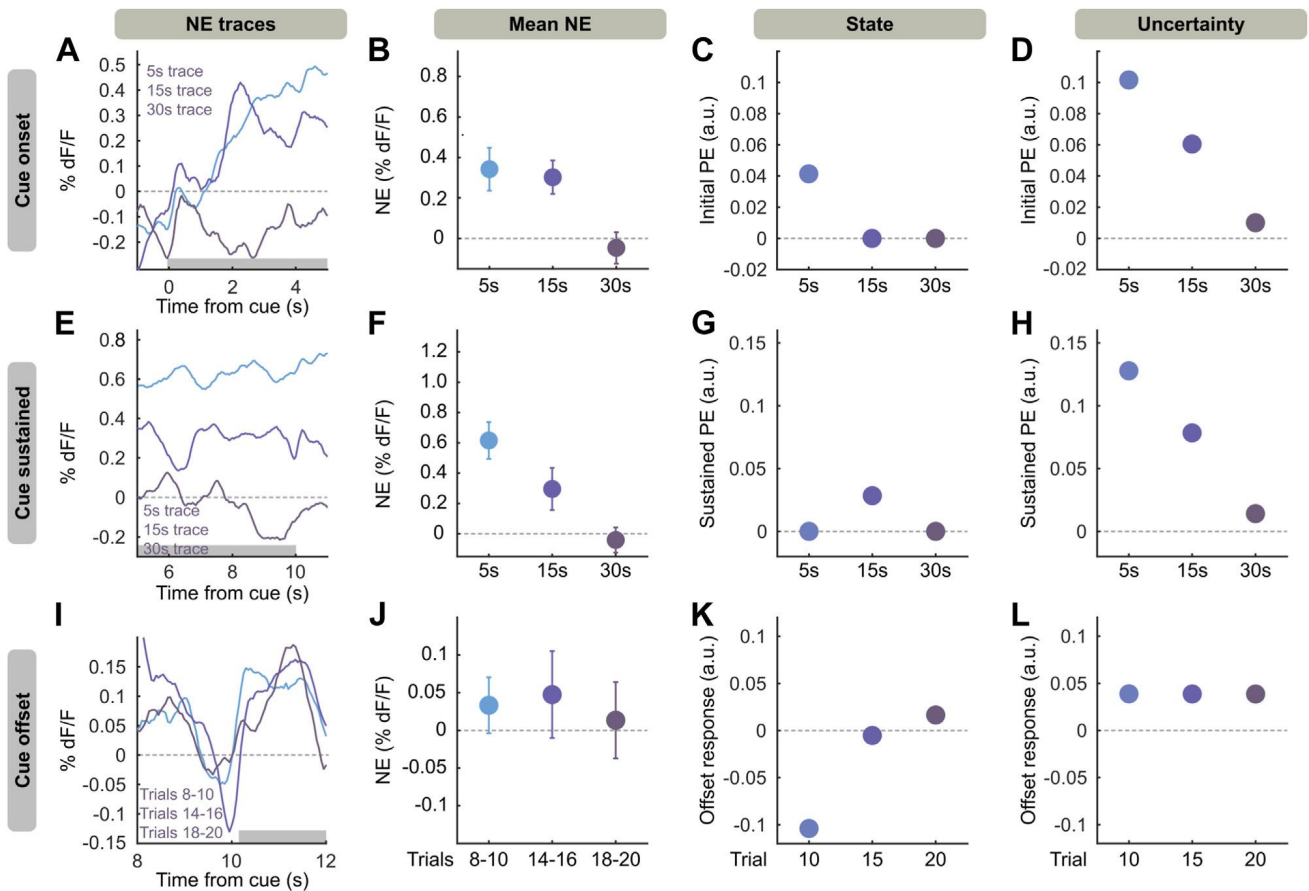 NE traces
Mean NE
State
Uncertainty
Cue onset
A
% dF/F
0.5
0.4
0.3
0.2
0.1
0
-0.1
-0.2
5s trace
15s trace
30s trace
0 2 4
Time from cue (s)
B
NE (% dF/F)
0.8
0.6
0.4
0.2
0
5s 15s 30s
C
Initial PE (a.u.)
0.1
0.08
0.06
0.04
0.02
0
-0.02
5s 15s 30s
D
Initial PE (a.u.)
0.1
0.08
0.06
0.04
0.02
0
-0.02
5s 15s 30s
Cue sustained
E
% dF/F
0.8
0.6
0.4
0.2
0
-0.2
5s trace
15s trace
30s trace
6 8 10
Time from cue (s)
F
NE (% dF/F)
1.2
1.0
0.8
0.6
0.4
0.2
0
5s 15s 30s
G
Sustained PE (a.u.)
0.15
0.1
0.05
0
5s 15s 30s
H
Sustained PE (a.u.)
0.15
0.1
0.05
0
5s 15s 30s
Cue offset
I
% dF/F
0.15
0.1
0.05
0
-0.05
-0.1
-0.15
Trials 8-10
Trials 14-16
Trials 18-20
8 10 12
Time from cue (s)
J
NE (% dF/F)
0.1
0.05
0
-0.05
-0.1
Trials 8-10 14-16 18-20
K
Offset response (a.u.)
0.1
0.05
0
-0.05
-0.1
Trial 10 15 20
L
Offset response (a.u.)
0.1
0.05
0
-0.05
-0.1
Trial 10 15 20